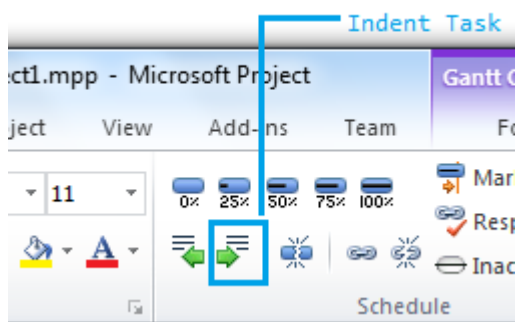 Indent Task
ct1.mpp - Microsoft Project
Gantt C
ject View Add-Ins Team Fo
11
0% 25% 50% 75% 100%
Mar
Resp
A
Inac
Schedule